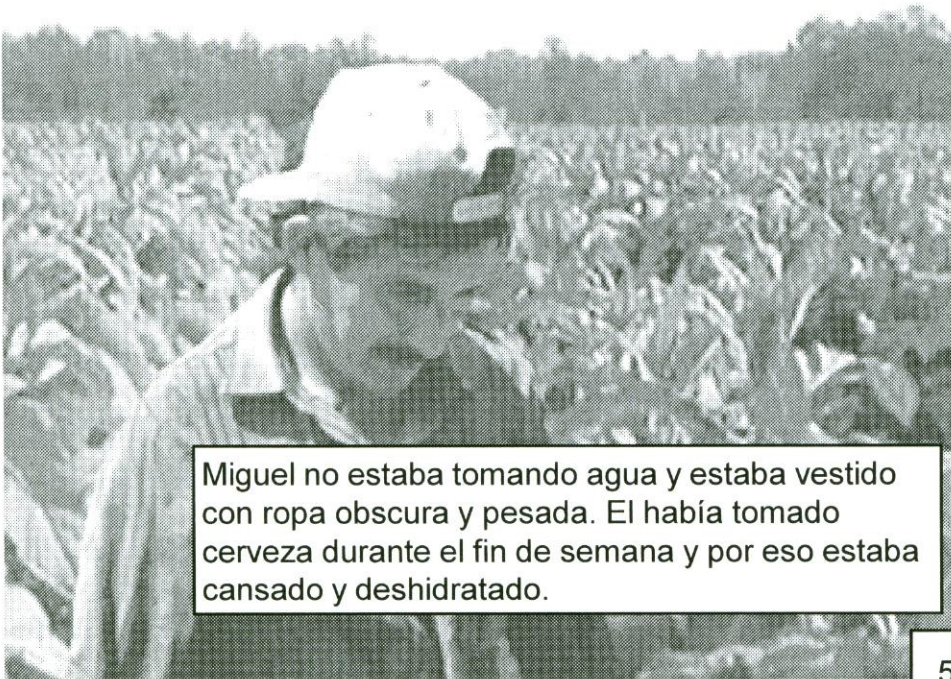 Miguel no estaba tomando agua y estaba vestido
con ropa obscura y pesada. El había tomado
cerveza durante el fin de semana y por eso estaba
cansado y deshidratado.
5